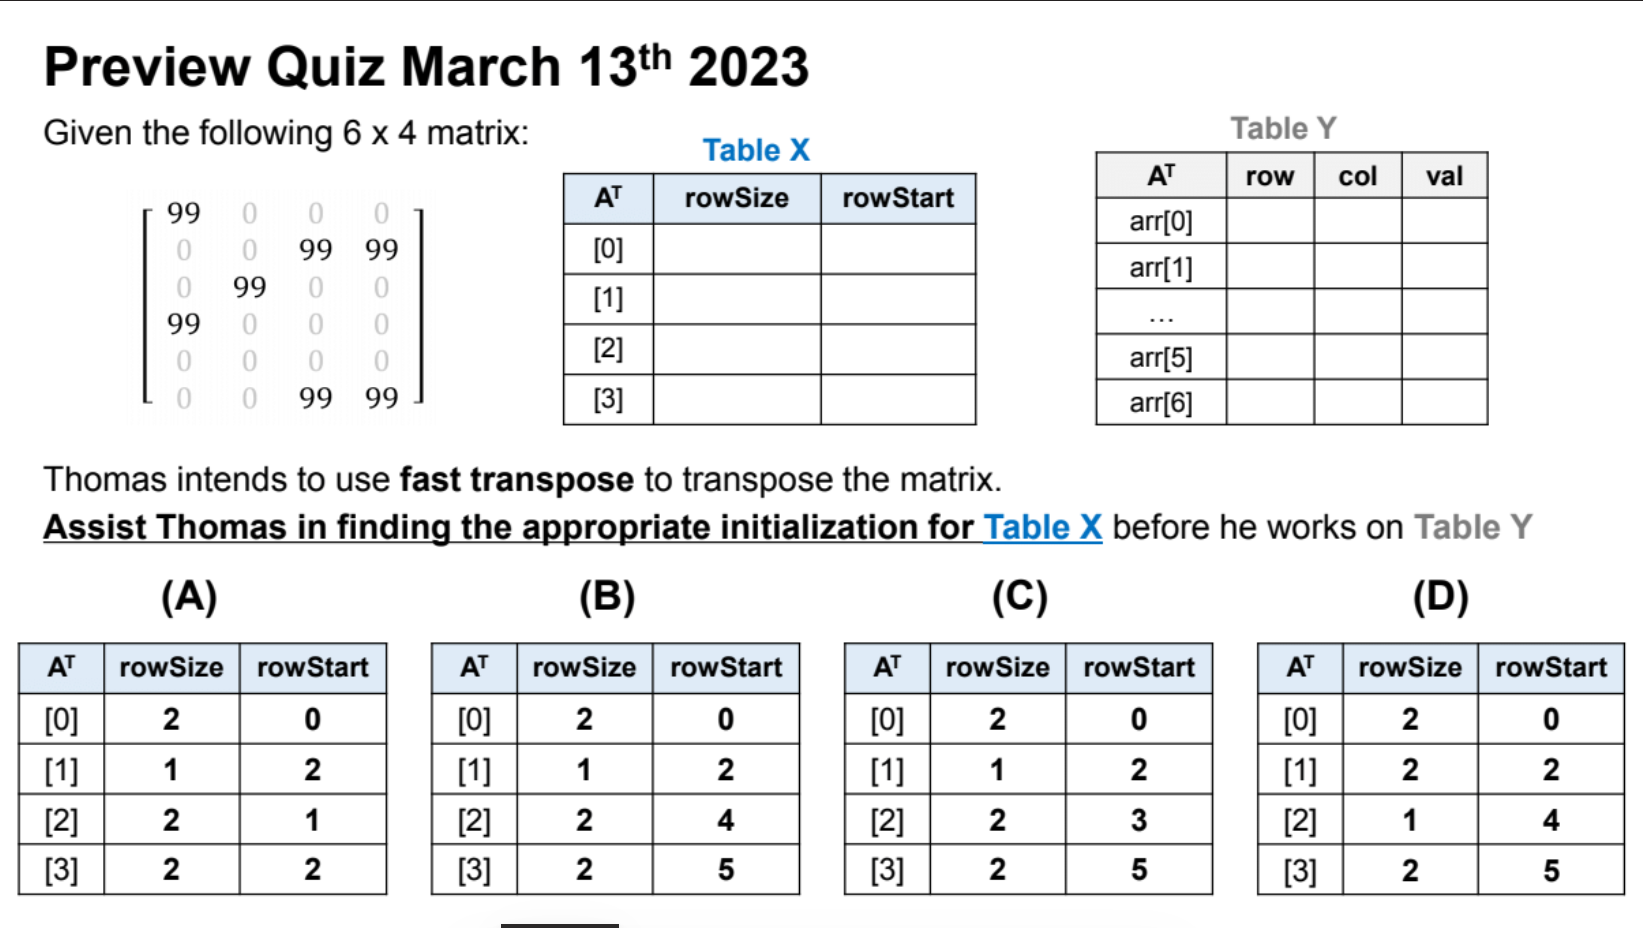 Preview Quiz March 13th 2023
Given the following 6 x 4 matrix:
99 0 0 0
0 0 99 99
0 99 0 0
99 0 0 0
0 0 0 0
0 0 99 99
Table X
Aᵀ rowSize rowStart
[0]
[1]
[2]
[3]
Table Y
Aᵀ row col val
arr[0]
arr[1]
...
arr[5]
arr[6]
Thomas intends to use fast transpose to transpose the matrix.
Assist Thomas in finding the appropriate initialization for Table X before he works on Table Y
(A)
Aᵀ rowSize rowStart
[0] 2 0
[1] 1 2
[2] 2 1
[3] 2 2
(B)
Aᵀ rowSize rowStart
[0] 2 0
[1] 1 2
[2] 2 4
[3] 2 5
(C)
Aᵀ rowSize rowStart
[0] 2 0
[1] 1 2
[2] 2 3
[3] 2 5
(D)
Aᵀ rowSize rowStart
[0] 2 0
[1] 2 2
[2] 1 4
[3] 2 5